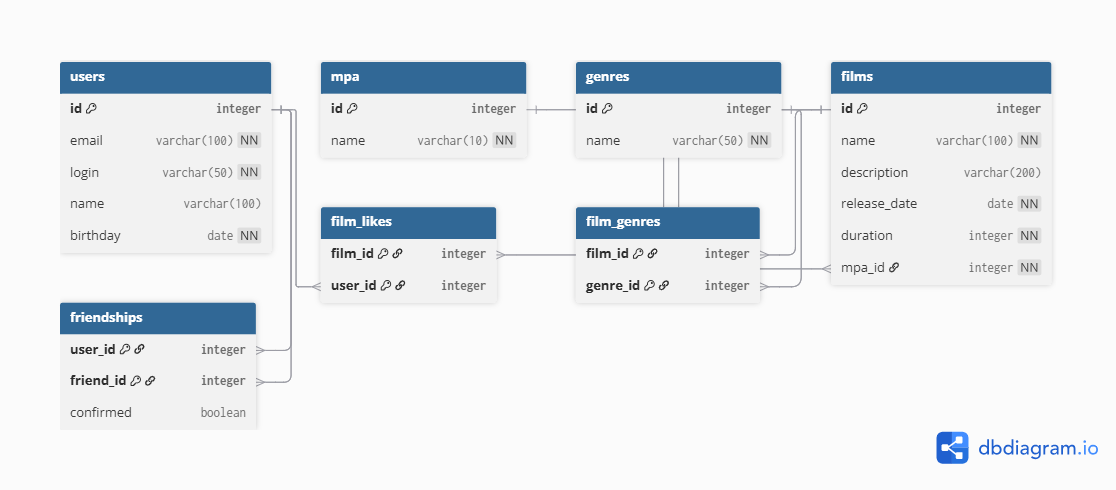 users
id integer
email varchar(100) NN
login varchar(50) NN
name varchar(100)
birthday date NN
mpa
id integer
name varchar(10) NN
genres
id integer
name varchar(50) NN
films
id integer
name varchar(100) NN
description varchar(200)
release_date date NN
duration integer NN
mpa_id integer NN
film_likes
film_id integer
user_id integer
film_genres
film_id integer
genre_id integer
friendships
user_id integer
friend_id integer
confirmed boolean
dbdiagram.io